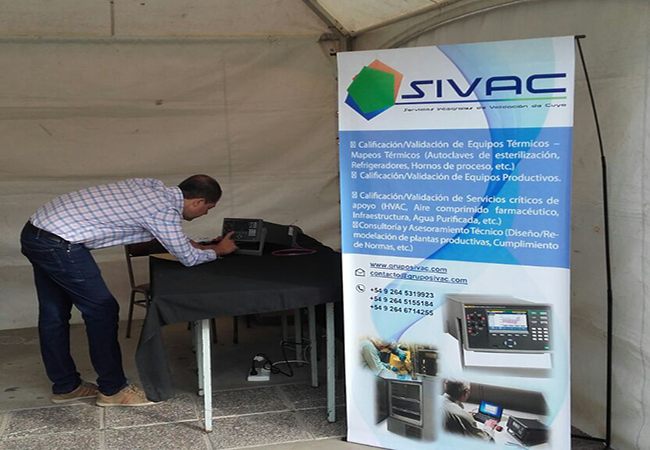 SIVAC
Servicios Integrales de Validación de Cuyo
Calificación/Validación de Equipos Térmicos –
Mapeos Térmicos (Autoclaves de esterilización,
Refrigeradores, Hornos de proceso, etc.)
Calificación/Validación de Equipos Productivos.
Calificación/Validación de Servicios críticos de
apoyo (HVAC, Aire comprimido farmacéutico,
Infraestructura, Agua Purificada, etc.)
Consultoría y Asesoramiento Técnico (Diseño/Re-
modelación de plantas productivas, Cumplimiento
de Normas, etc.)
www.gruposivac.com
contacto@gruposivac.com
+54 9 264 5319923
+54 9 264 5155184
+54 9 264 6714255